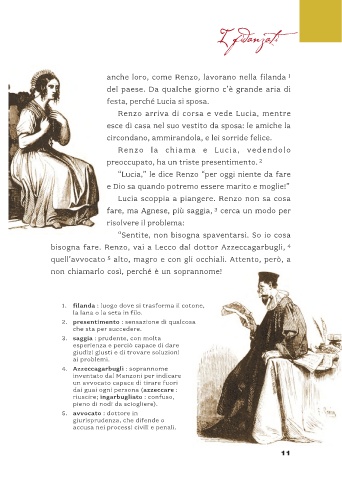 I fidanzati
anche loro, come Renzo, lavorano nella filanda 1
del paese. Da qualche giorno c'è grande aria di
festa, perché Lucia si sposa.
Renzo arriva di corsa e vede Lucia, mentre
esce di casa nel suo vestito da sposa: le amiche la
circondano, ammirandola, e lei sorride felice.
Renzo la chiama e Lucia, vedendolo
preoccupato, ha un triste presentimento. 2
"Lucia," le dice Renzo "per oggi niente da fare
e Dio sa quando potremo essere marito e moglie!"
Lucia scoppia a piangere. Renzo non sa cosa
fare, ma Agnese, più saggia, 3 cerca un modo per
risolvere il problema:
"Sentite, non bisogna spaventarsi. So io cosa
bisogna fare. Renzo, vai a Lecco dal dottor Azzeccagarbugli, 4
quell'avvocato 5 alto, magro e con gli occhiali. Attento, però, a
non chiamarlo così, perché è un soprannome!
1. filanda : luogo dove si trasforma il cotone,
la lana o la seta in filo.
2. presentimento : sensazione di qualcosa
che sta per succedere.
3. saggia : prudente, con molta
esperienza e perciò capace di dare
giudizi giusti e di trovare soluzioni
ai problemi.
4. Azzeccagarbugli : soprannome
inventato dal Manzoni per indicare
un avvocato capace di tirare fuori
dai guai ogni persona (azzeccare :
riuscire; ingarbugliato : confuso,
pieno di nodi da sciogliere).
5. avvocato : dottore in
giurisprudenza, che difende o
accusa nei processi civili e penali.
11